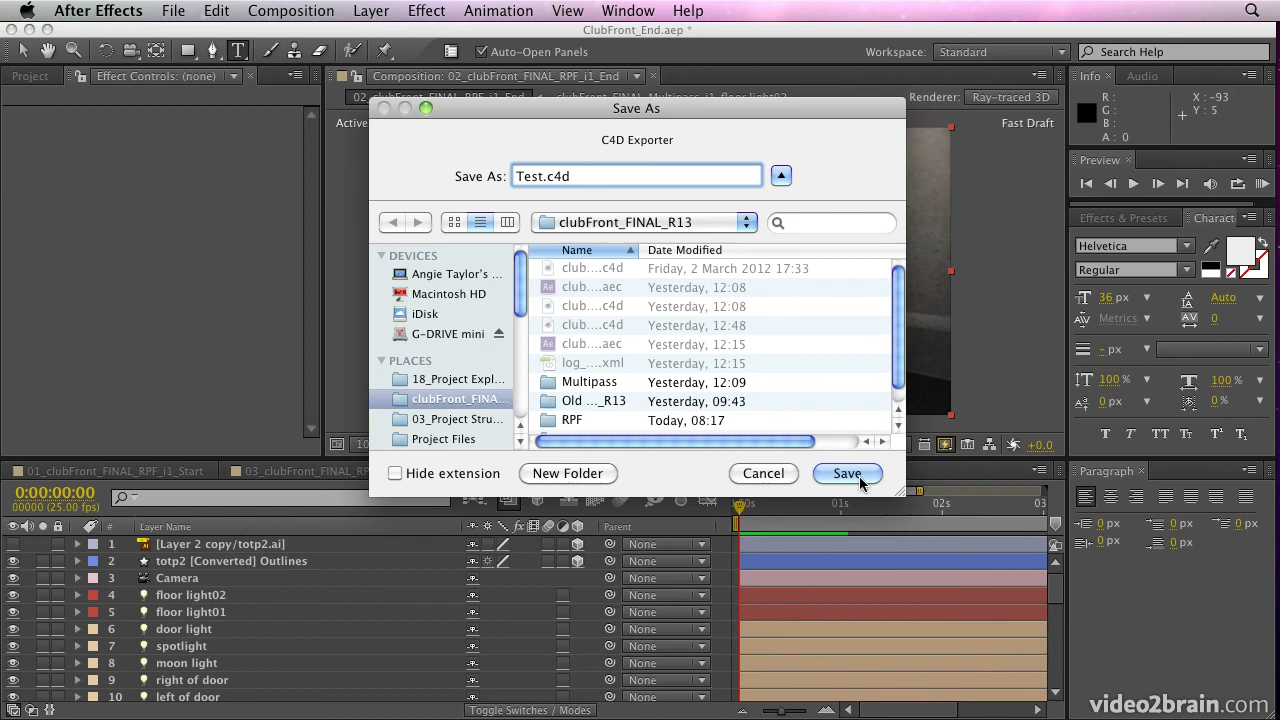 After Effects File Edit Composition Layer Effect Animation View Window Help
ClubFront_End.aep *
Auto-Open Panels Workspace: Standard Search Help
Project Effect Controls: (none) Composition: 02_clubFront_FINAL_RPF_i1_End Info Audio
Renderer: Ray-traced 3D
Active
Fast Draft
R:
G:
B:
A: 0
X: -93
Y: 5
Save As
C4D Exporter
Save As: Test.c4d
clubFront_FINAL_R13
DEVICES
Angie Taylor's ...
Macintosh HD
iDisk
G-DRIVE mini
PLACES
18_Project Expl...
clubFront_FINA...
03_Project Stru...
Project Files
Name Date Modified
club....c4d Friday, 2 March 2012 17:33
club....aec Yesterday, 12:08
club....c4d Yesterday, 12:08
club....c4d Yesterday, 12:48
club....aec Yesterday, 12:15
log_....xml Yesterday, 12:15
Multipass Yesterday, 12:09
Old ..._R13 Yesterday, 09:43
RPF Today, 08:17
Hide extension New Folder Cancel Save
Preview
Effects & Presets Charact
Helvetica
Regular
36 px Auto
Metrics 0
- px
100 % 100 %
0 px 0 %
T T TT Tr T¹ T₁
+0.0
Paragraph
0 px 0 px 0 px
0 px 0 px
01_clubFront_FINAL_RPF_i1_Start 03_clubFront_FINAL_RP
0:00:00:00
00000 (25.00 fps)
# Layer Name Parent
02s 03
1 [Layer 2 copy/totp2.ai] None
2 totp2 [Converted] Outlines None
3 Camera None
4 floor light02 None
5 floor light01 None
6 door light None
7 spotlight None
8 moon light None
9 right of door None
10 left of door None
Toggle Switches / Modes
video2brain.com